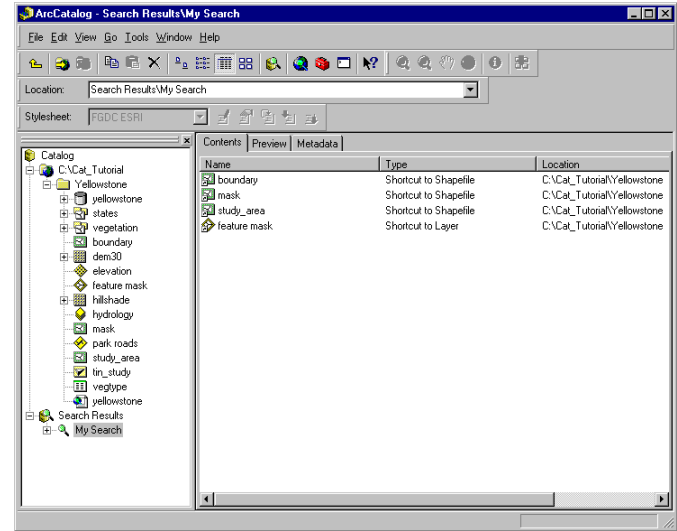 ArcCatalog - Search Results\My Search
File Edit View Go Tools Window Help
Location: Search Results\My Search
Stylesheet: FGDC ESRI
Contents Preview Metadata
Catalog
C:\Cat_Tutorial
Yellowstone
yellowstone
states
vegetation
boundary
dem30
elevation
feature mask
hillshade
hydrology
mask
park roads
study_area
tin_study
vegtype
yellowstone
Search Results
My Search
Name Type Location
boundary Shortcut to Shapefile C:\Cat_Tutorial\Yellowstone
mask Shortcut to Shapefile C:\Cat_Tutorial\Yellowstone
study_area Shortcut to Shapefile C:\Cat_Tutorial\Yellowstone
feature mask Shortcut to Layer C:\Cat_Tutorial\Yellowstone